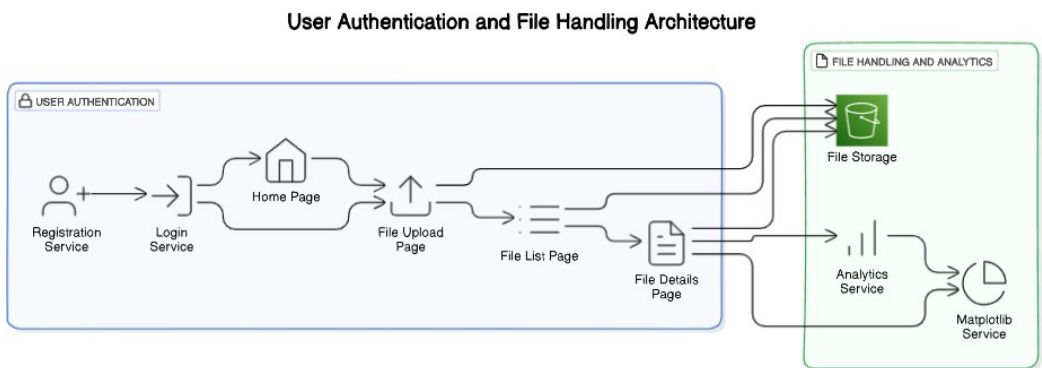 User Authentication and File Handling Architecture
FILE HANDLING AND ANALYTICS
USER AUTHENTICATION
File Storage
Home Page
Registration
Service
Login
Service
File Upload
Page
File List Page
File Details
Page
Analytics
Service
Matplotlib
Service